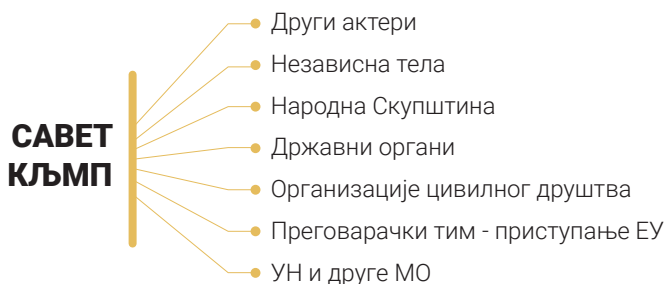 САВЕТ
КЉМП
Други актери
Независна тела
Народна Скупштина
Државни органи
Организације цивилног друштва
Преговарачки тим - приступање ЕУ
УН и друге МО